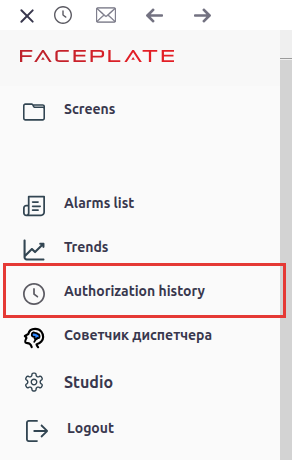 FACEPLATE
Screens
Alarms list
Trends
Authorization history
Советчик диспетчера
Studio
Logout